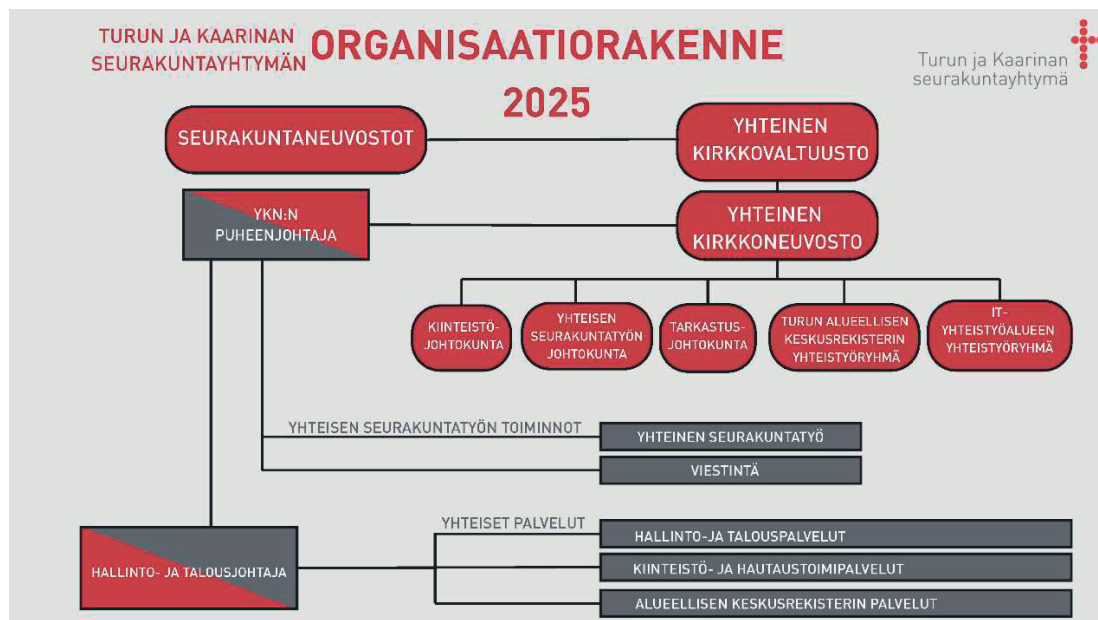 TURUN JA KAARINAN
SEURAKUNTAYHTYMÄN
ORGANISAATIORAKENNE
2025
Turun ja Kaarinan
seurakuntayhtymä
SEURAKUNTANEUVOSTOT
YHTEINEN
KIRKKOVALTUUSTO
YKN:N
PUHEENJOHTAJA
YHTEINEN
KIRKKONEUVOSTO
KIINTEISTÖ-
JOHTOKUNTA
YHTEISEN
SEURAKUNTATYÖN
JOHTOKUNTA
TARKASTUS-
JOHTOKUNTA
TURUN ALUEELLISEN
KESKUSREKISTERIN
YHTEISTYÖRYHMÄ
IT-
YHTEISTYÖALUEEN
YHTEISTYÖRYHMÄ
YHTEISEN SEURAKUNTATYÖN TOIMINNOT
YHTEINEN SEURAKUNTATYÖ
VIESTINTÄ
HALLINTO- JA TALOUSJOHTAJA
YHTEISET PALVELUT
HALLINTO-JA TALOUSPALVELUT
KIINTEISTÖ- JA HAUTAUSTOIMIPALVELUT
ALUEELLISEN KESKUSREKISTERIN PALVELUT